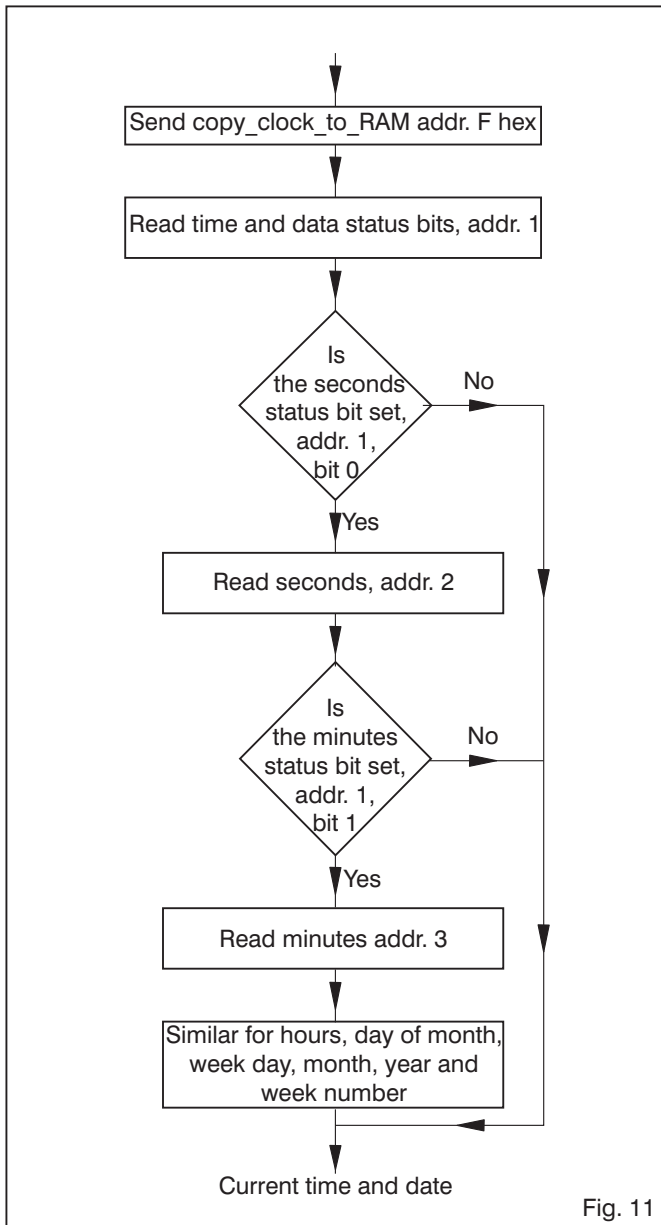 Send copy_clock_to_RAM addr. F hex
Read time and data status bits, addr. 1
Is
the seconds
status bit set,
addr. 1,
bit 0
No
Yes
Read seconds, addr. 2
Is
the minutes
status bit set,
addr. 1,
bit 1
No
Yes
Read minutes addr. 3
Similar for hours, day of month,
week day, month, year and
week number
Current time and date
Fig. 11